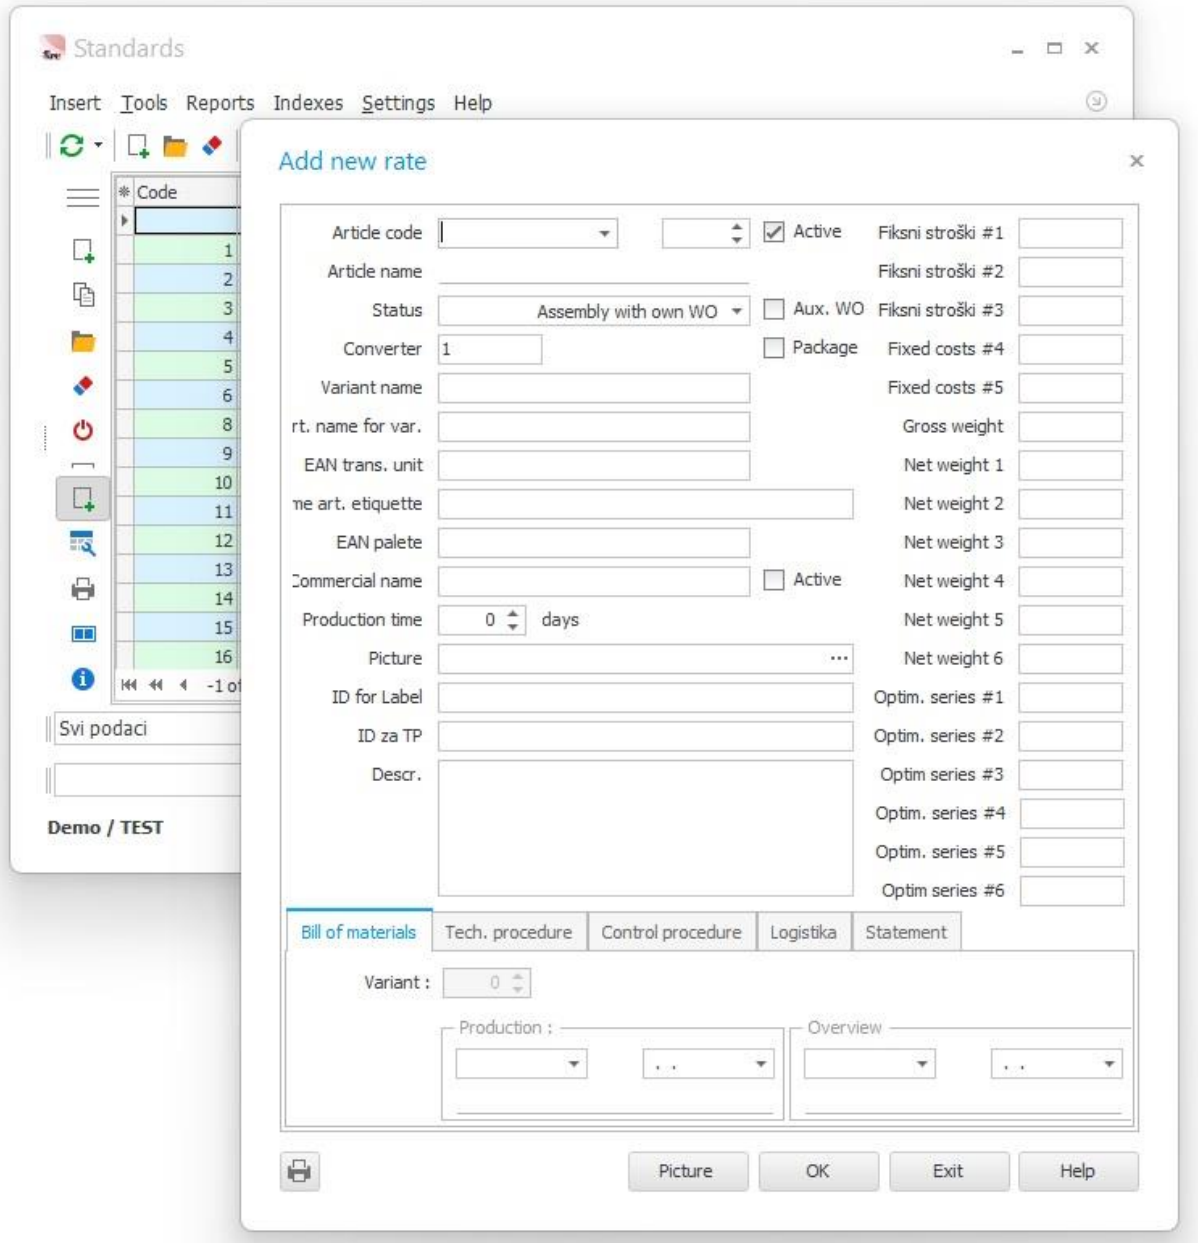 Standards
Insert Tools Reports Indexes Settings Help
Code
1
2
3
4
5
6
8
9
10
11
12
13
14
15
16
-1 of
Svi podaci
Demo / TEST
Add new rate
Article code Active Fiksni stroški #1
Article name Fiksni stroški #2
Status Assembly with own WO Aux. WO Fiksni stroški #3
Converter 1 Package Fixed costs #4
Variant name Fixed costs #5
rt. name for var. Gross weight
EAN trans. unit Net weight 1
me art. etiquette Net weight 2
EAN palete Net weight 3
Commercial name Active Net weight 4
Production time 0 days Net weight 5
Picture ... Net weight 6
ID for Label Optim. series #1
ID za TP Optim. series #2
Descr. Optim series #3
Optim. series #4
Optim. series #5
Optim series #6
Bill of materials Tech. procedure Control procedure Logistika Statement
Variant : 0
Production : Overview
. . . .
Picture OK Exit Help